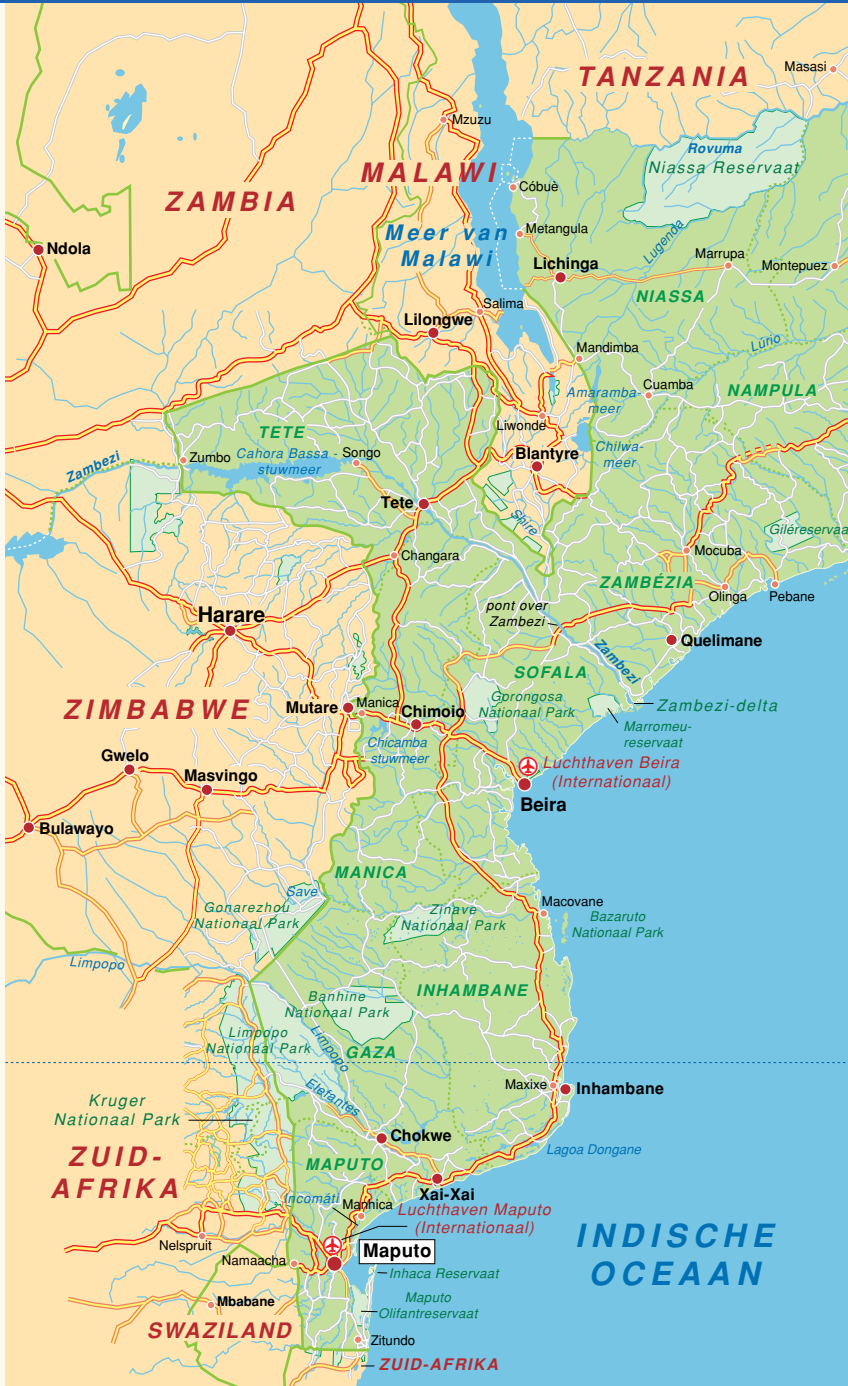 TANZANIA
Masasi
Mzuzu
Rovuma
Niassa Reservaat
MALAWI
ZAMBIA
Cóbuè
Meer van
Malawi
Metangula
Lugenda
Ndola
Lichinga
Marrupa
Montepuez
NIASSA
Salima
Lilongwe
Lúrio
Mandimba
Cuamba
NAMPULA
Amaramba-
meer
Liwonde
TETE
Zumbo
Cahora Bassa -
stuwmeer
Songo
Zambezi
Blantyre
Chilwa-
meer
Tete
Shire
Giléreservaa
Changara
Mocuba
ZAMBÉZIA
Olinga
Pebane
pont over
Zambezi
Harare
Quelimane
Zambezi
SOFALA
ZIMBABWE
Mutare
Manica
Chimoio
Gorongosa
Nationaal Park
Zambezi-delta
Marromeu-
reservaat
Chicamba
stuwmeer
Gwelo
Luchthaven Beira
(Internationaal)
Masvingo
Beira
Bulawayo
MANICA
Save
Gonarezhou
Nationaal Park
Zinave
Nationaal Park
Macovane
Bazaruto
Nationaal Park
Limpopo
INHAMBANE
Banhine
Nationaal Park
Limpopo
Nationaal Park
Limpopo
GAZA
Maxixe
Inhambane
Elefantes
Kruger
Nationaal Park
Chokwe
Lagoa Dongane
ZUID-
AFRIKA
MAPUTO
Xai-Xai
Incomáti
Manhica
Luchthaven Maputo
(Internationaal)
Nelspruit
Namaacha
Maputo
INDISCHE
OCEAAN
Inhaca Reservaat
Mbabane
Maputo
Olifantreservaat
SWAZILAND
Zitundo
ZUID-AFRIKA